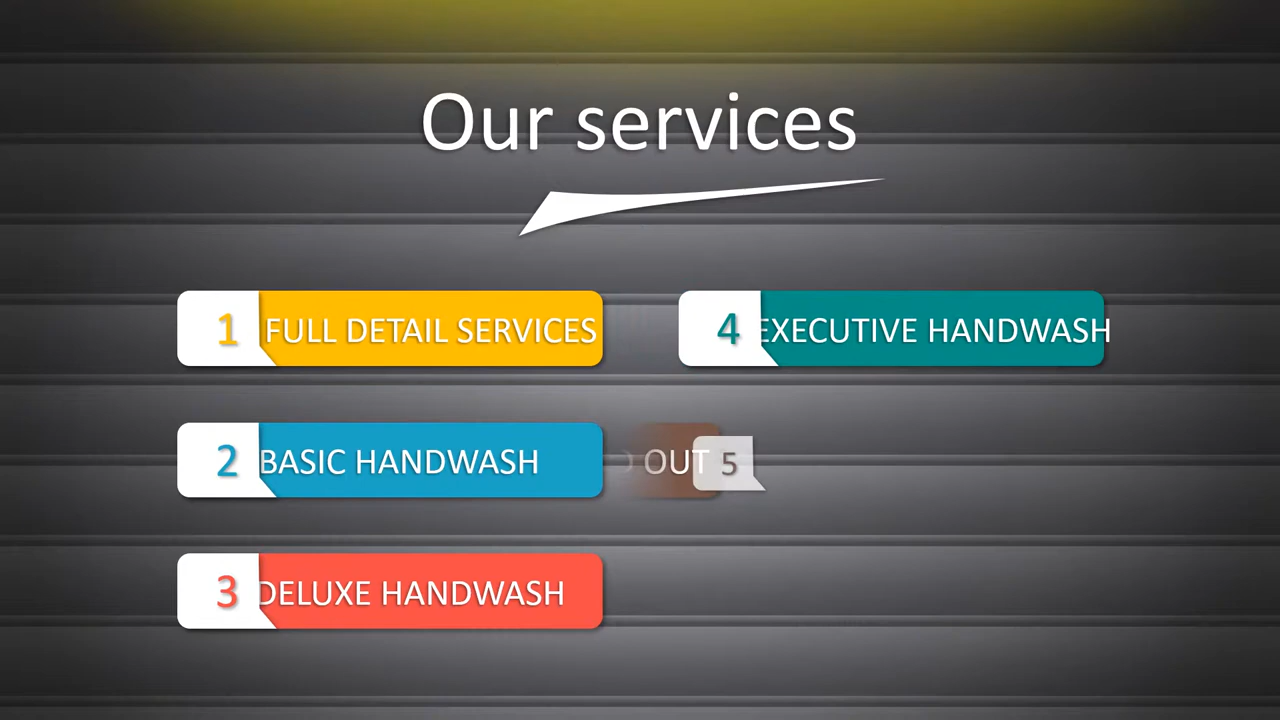 Our services
1 FULL DETAIL SERVICES
2 BASIC HANDWASH
3 DELUXE HANDWASH
4 EXECUTIVE HANDWASH
5 OUT